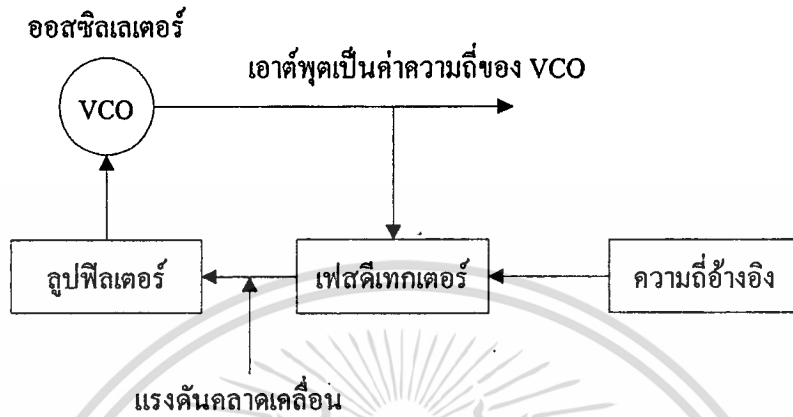 ออสซิลเลเตอร์
เอาต์พุตเป็นค่าความถี่ของ VCO
VCO
ลูปฟิลเตอร์
เฟสดีเทกเตอร์
ความถี่อ้างอิง
แรงดันคลาดเคลื่อน